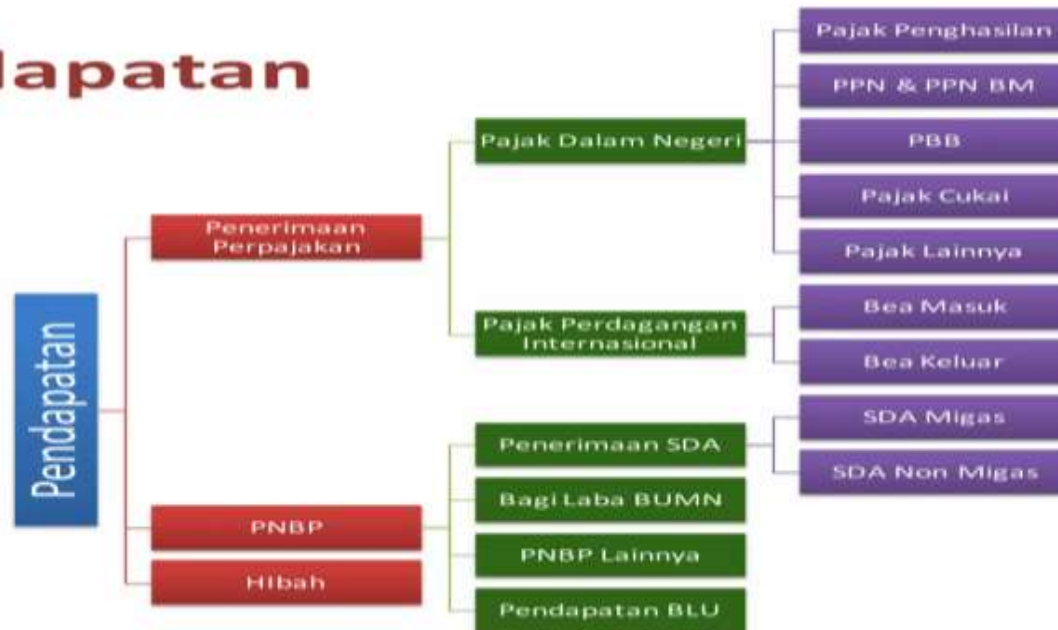 dapatan
Pendapatan
Penerimaan
Perpajakan
PNBP
HIbah
Pajak Dalam Negeri
Pajak Perdagangan
Internasional
Penerimaan SDA
Bagi Laba BUMN
PNBP Lainnya
Pendapatan BLU
Pajak Penghasilan
PPN & PPN BM
PBB
Pajak Cukai
Pajak Lainnya
Bea Masuk
Bea Keluar
SDA Migas
SDA Non Migas